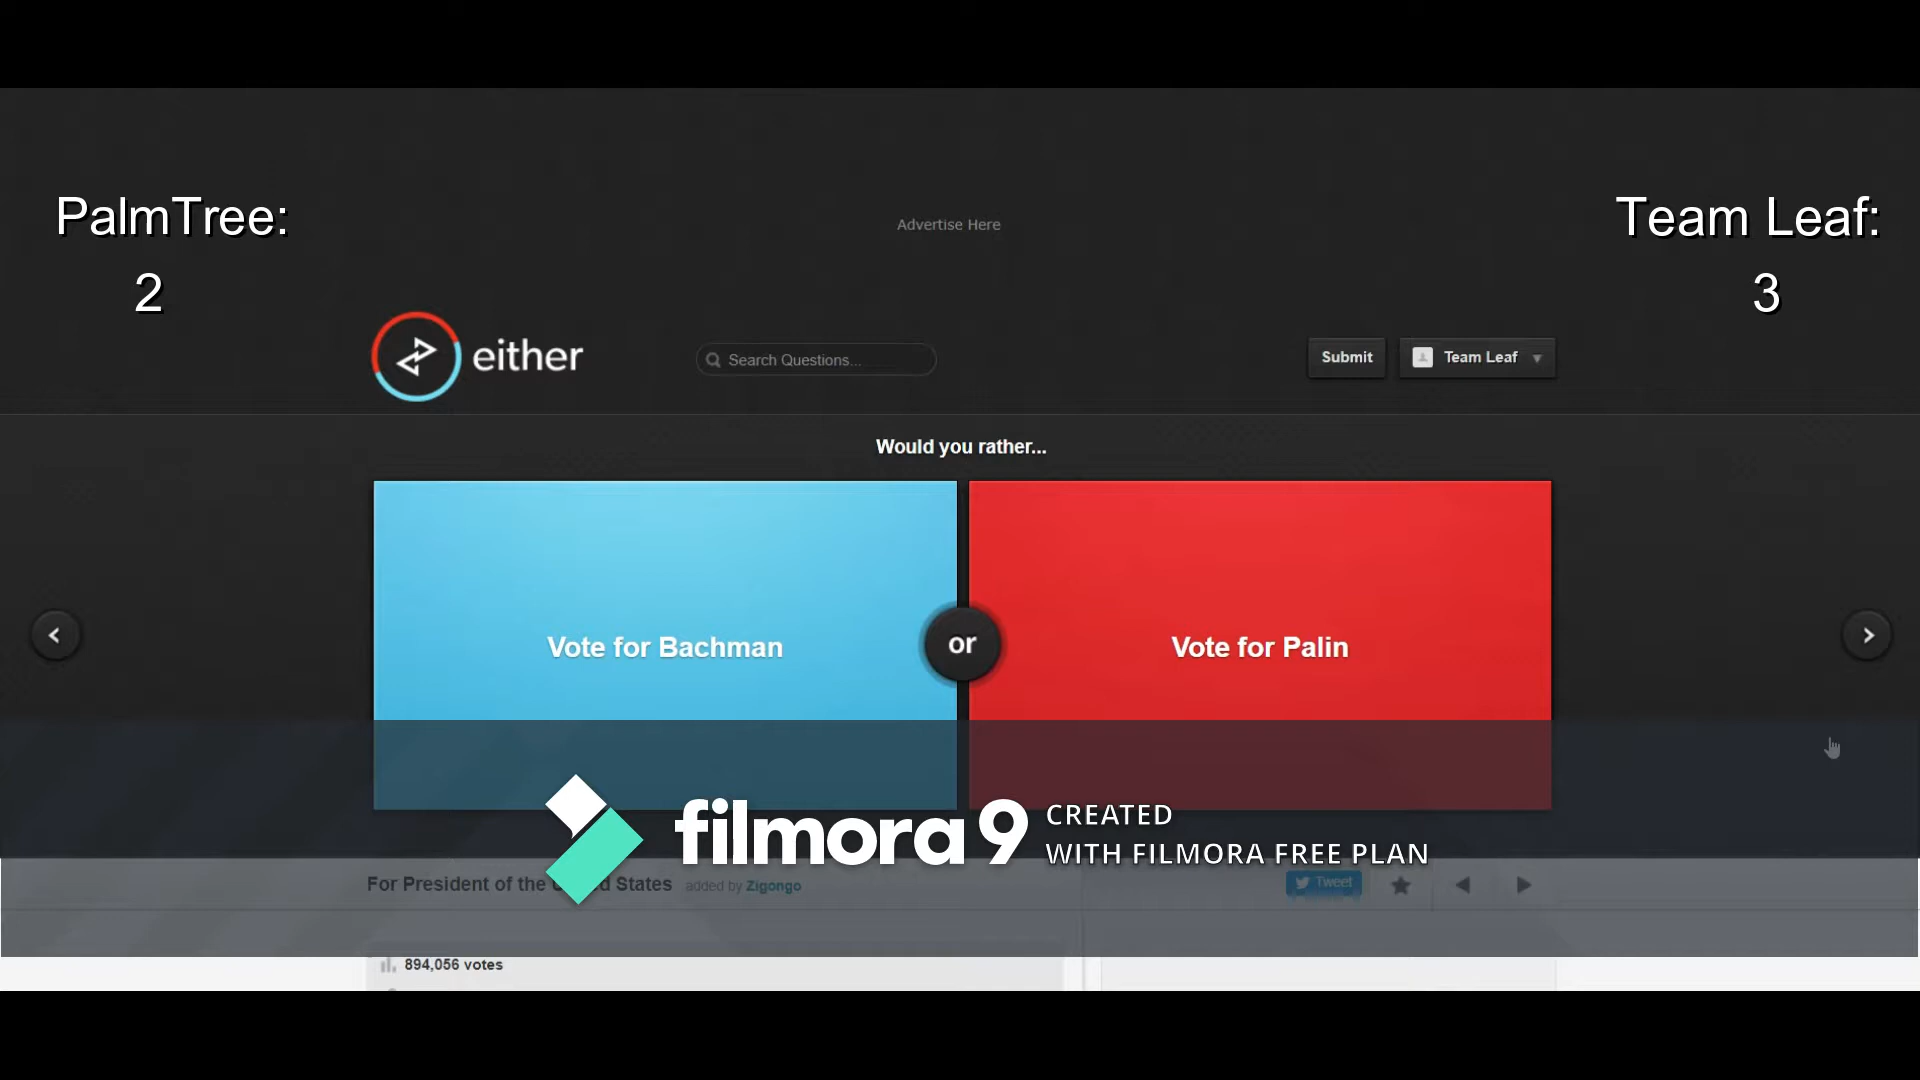 PalmTree:
2
Team Leaf:
3
Advertise Here
either
Search Questions...
Submit
Team Leaf
Would you rather...
Vote for Bachman
or
Vote for Palin
filmora9
CREATED
WITH FILMORA FREE PLAN
For President of the United States added by Zigongo
Tweet
894,056 votes